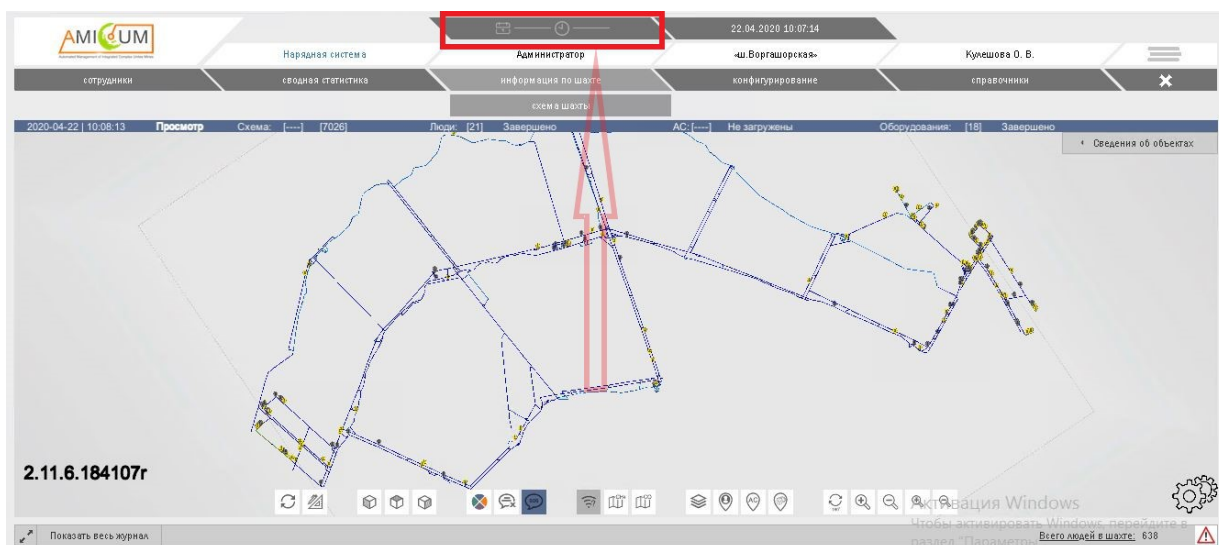 AMICUM
22.04.2020 10:07:14
Нарядная система Администратор «ш.Воргашорская» Кулешова О. В.
сотрудники сводная статистика информация по шахте конфигурирование справочники
схема шахты
2020-04-22 | 10:08:13 Просмотр Схема: [----] [7026] Люди: [21] Завершено АС:[----] Не загружены Оборудования: [18] Завершено
Сведения об объектах
2.11.6.184107r
SOS
AC
Активация Windows
Чтобы активировать Windows, перейдите в
раздел "Параметры
Показать весь журнал Всего людей в шахте: 638